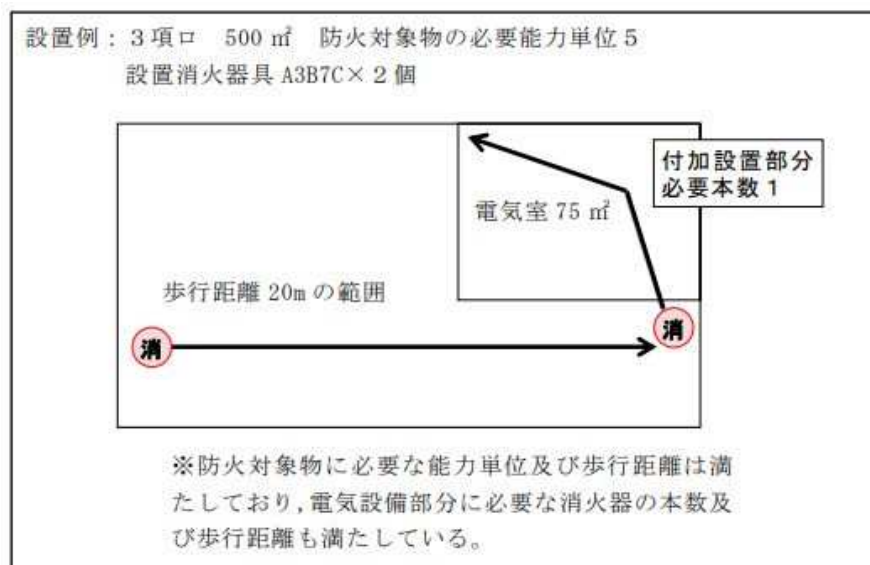 設置例：３項ロ　500 ㎡　防火対象物の必要能力単位５
設置消火器具 A3B7C×２個
付加設置部分
必要本数１
電気室 75 ㎡
歩行距離 20m の範囲
消
消
※防火対象物に必要な能力単位及び歩行距離は満
たしており,電気設備部分に必要な消火器の本数及
び歩行距離も満たしている。